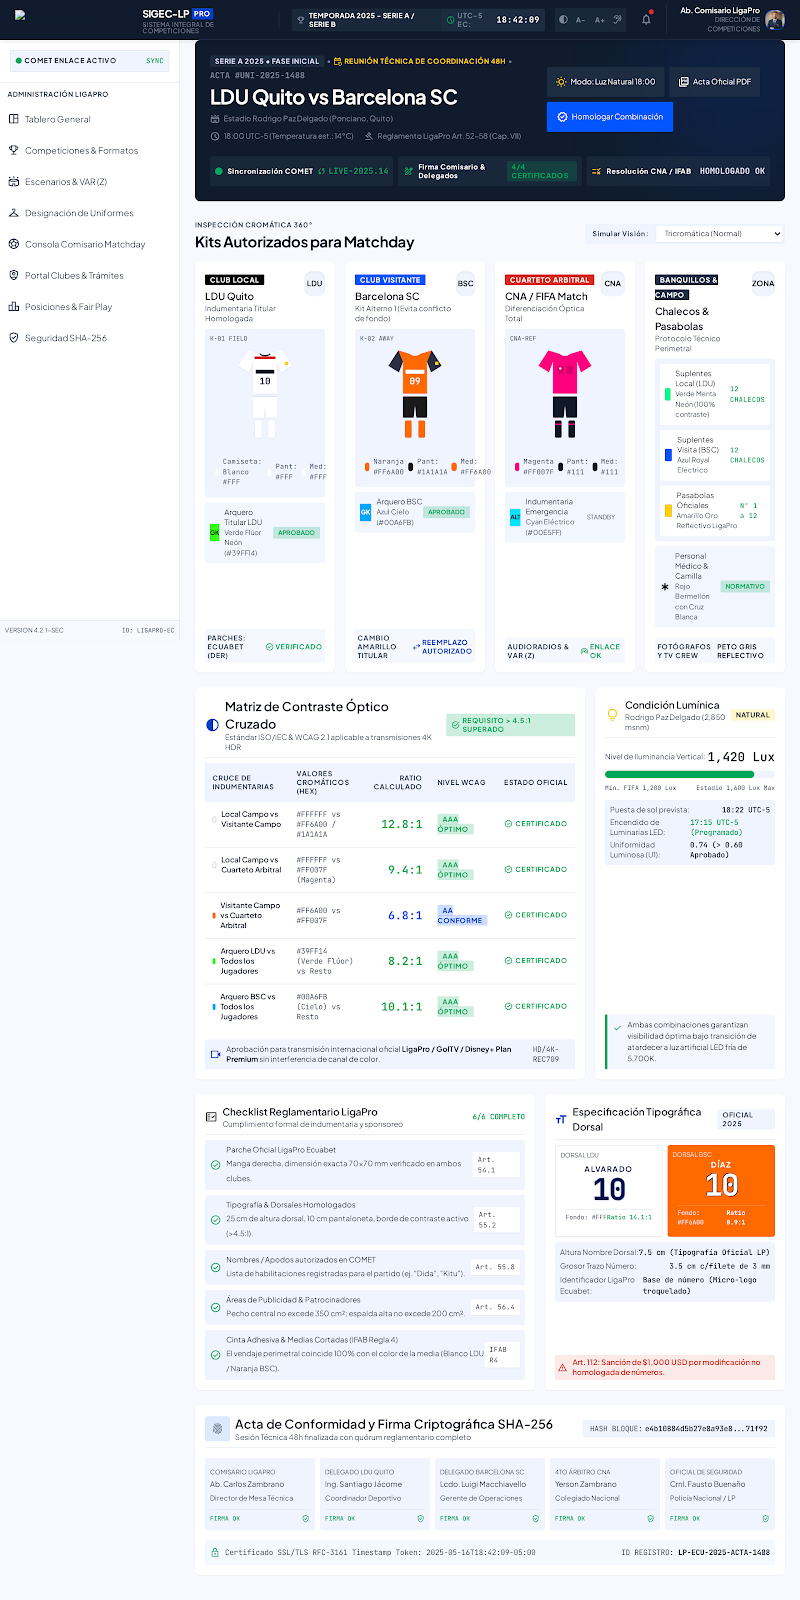 SIGEC-LP PRO
SISTEMA INTEGRAL DE
COMPETICIONES
TEMPORADA 2025 - SERIE A /
SERIE B
UTC-5
EC:
18:42:09
A-
A+
Ab. Comisario LigaPro
DIRECCIÓN DE
COMPETICIONES
COMET ENLACE ACTIVO
SYNC
ADMINISTRACIÓN LIGAPRO
Tablero General
Competiciones & Formatos
Escenarios & VAR (Z)
Designación de Uniformes
Consola Comisario Matchday
Portal Clubes & Trámites
Posiciones & Fair Play
Seguridad SHA-256
VERSIÓN 4.2.1-SEC
ID: LIGAPRO-EC
SERIE A 2025 • FASE INICIAL
• REUNIÓN TÉCNICA DE COORDINACIÓN 48H •
ACTA #UNI-2025-1488
LDU Quito vs Barcelona SC
Estadio Rodrigo Paz Delgado (Ponciano, Quito)
18:00 UTC-5 (Temperatura est.: 14°C)
Reglamento LigaPro Art. 52-58 (Cap. VII)
Modo: Luz Natural 18:00
Acta Oficial PDF
Homologar Combinación
Sincronización COMET
LIVE-2025.14
Firma Comisario &
Delegados
4/4
CERTIFICADOS
Resolución CNA / IFAB
HOMOLOGADO OK
INSPECCIÓN CROMÁTICA 360°
Kits Autorizados para Matchday
Simular Visión:
Tricromática (Normal)
CLUB LOCAL
LDU
LDU Quito
Indumentaria Titular
Homologada
K-01 FIELD
10
Camiseta:
Blanco
#FFF
Pant:
#FFF
Med:
#FFF
GK
Arquero
Titular LDU
Verde Flúor
Neón
(#39FF14)
APROBADO
PARCHES:
ECUABET
(DER)
VERIFICADO
CLUB VISITANTE
BSC
Barcelona SC
Kit Alterno 1 (Evita conflicto
de fondo)
K-02 AWAY
09
Naranja
#FF6A00
Pant:
#1A1A1A
Med:
#FF6A00
GK
Arquero BSC
Azul Cielo
(#00A6FB)
APROBADO
CAMBIO
AMARILLO
TITULAR
REEMPLAZO
AUTORIZADO
CUARTETO ARBITRAL
CNA
CNA / FIFA Match
Diferenciación Óptica
Total
CNA-REF
Magenta
#FF007F
Pant:
#111
Med:
#111
ALT
Indumentaria
Emergencia
Cyan Eléctrico
(#00E5FF)
STANDBY
AUDIORADIOS &
VAR (Z)
ENLACE
OK
BANQUILLOS &
CAMPO
ZONA
Chalecos &
Pasabolas
Protocolo Técnico
Perimetral
Suplentes
Local (LDU)
Verde Menta
Neón (100%
contraste)
12
CHALECOS
Suplentes
Visita (BSC)
Azul Royal
Eléctrico
12
CHALECOS
Pasabolas
Oficiales
Amarillo Oro
Reflectivo LigaPro
N° 1
a 12
Personal
Médico &
Camilla
Rojo
Bermellón
con Cruz
Blanca
NORMATIVO
FOTÓGRAFOS
Y TV CREW
PETO GRIS
REFLECTIVO
Matriz de Contraste Óptico
Cruzado
Estándar ISO/IEC & WCAG 2.1 aplicable a transmisiones 4K
HDR
REQUISITO > 4.5:1
SUPERADO
CRUCE DE
INDUMENTARIAS
VALORES
CROMÁTICOS
(HEX)
RATIO
CALCULADO
NIVEL WCAG
ESTADO OFICIAL
Local Campo vs
Visitante Campo
#FFFFFF vs
#FF6A00 /
#1A1A1A
12.8:1
AAA
ÓPTIMO
CERTIFICADO
Local Campo vs
Cuarteto Arbitral
#FFFFFF vs
#FF007F
(Magenta)
9.4:1
AAA
ÓPTIMO
CERTIFICADO
Visitante Campo
vs Cuarteto
Arbitral
#FF6A00 vs
#FF007F
6.8:1
AA
CONFORME
CERTIFICADO
Arquero LDU vs
Todos los
Jugadores
#39FF14
(Verde Flúor)
vs Resto
8.2:1
AAA
ÓPTIMO
CERTIFICADO
Arquero BSC vs
Todos los
Jugadores
#00A6FB
(Cielo) vs
Resto
10.1:1
AAA
ÓPTIMO
CERTIFICADO
Aprobación para transmisión internacional oficial LigaPro / GolTV / Disney+ Plan
Premium sin interferencia de canal de color.
HD/4K-
REC709
Condición Lumínica
Rodrigo Paz Delgado (2,850
msnm)
NATURAL
Nivel de Iluminancia Vertical:
1,420 Lux
Mín. FIFA 1,200 Lux
Estadio 1,600 Lux Max
Puesta de sol prevista:
18:22 UTC-5
Encendido de
Luminarias LED:
17:15 UTC-5
(Programado)
Uniformidad
Luminosa (U1):
0.74 (> 0.60
Aprobado)
Ambas combinaciones garantizan
visibilidad óptima bajo transición de
atardecer a luz artificial LED fría de
5,700K.
Checklist Reglamentario LigaPro
Cumplimiento formal de indumentaria y sponsoreo
6/6 COMPLETO
Parche Oficial LigaPro Ecuabet
Manga derecha, dimensión exacta 70x70 mm verificado en ambos
clubes.
Art.
54.1
Tipografía & Dorsales Homologados
25 cm de altura dorsal, 10 cm pantaloneta, borde de contraste activo
(>4.5:1).
Art.
55.2
Nombres / Apodos autorizados en COMET
Lista de habilitaciones registradas para el partido (ej. "Dida", "Kitu").
Art. 55.8
Áreas de Publicidad & Patrocinadores
Pecho central no excede 350 cm²; espalda alta no excede 200 cm².
Art. 56.4
Cinta Adhesiva & Medias Cortadas (IFAB Regla 4)
El vendaje perimetral coincide 100% con el color de la media (Blanco LDU
/ Naranja BSC).
IFAB
R4
Especificación Tipográfica
Dorsal
OFICIAL
2025
DORSAL LDU
ALVARADO
10
Fondo: #FFF
Ratio 14.1:1
DORSAL BSC
DÍAZ
10
Fondo:
#FF6A00
Ratio
8.9:1
Altura Nombre Dorsal:
7.5 cm (Tipografía Oficial LP)
Grosor Trazo Número:
3.5 cm c/filete de 3 mm
Identificador LigaPro
Ecuabet:
Base de número (Micro-logo
troquelado)
Art. 112: Sanción de $1,000 USD por modificación no
homologada de números.
Acta de Conformidad y Firma Criptográfica SHA-256
Sesión Técnica 48h finalizada con quórum reglamentario completo
HASH BLOQUE: e4b10884d5b27e8a93e8...71f92
COMISARIO LIGAPRO
Ab. Carlos Zambrano
Director de Mesa Técnica
FIRMA OK
DELEGADO LDU QUITO
Ing. Santiago Jácome
Coordinador Deportivo
FIRMA OK
DELEGADO BARCELONA SC
Lcdo. Luigi Macchiavello
Gerente de Operaciones
FIRMA OK
4TO ÁRBITRO CNA
Yerson Zambrano
Colegiado Nacional
FIRMA OK
OFICIAL DE SEGURIDAD
Crnl. Fausto Buenaño
Policía Nacional / LP
FIRMA OK
Certificado SSL/TLS RFC-3161 Timestamp Token: 2025-05-16T18:42:09-05:00
ID REGISTRO: LP-ECU-2025-ACTA-1488